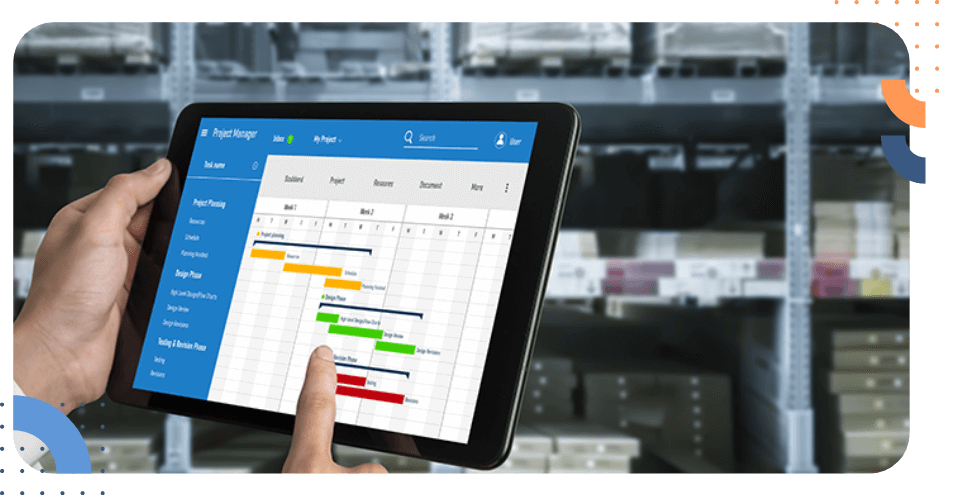 Project Manager
Inbox
My Project
Search
User
Task name
Dashboard
Project
Resources
Document
More
Week 1
Week 2
Week 3
M T W T F M T W T F M T W T F M T
Project Planning
Resources
Schedule
Planning Finished
Design Phase
High Level Design/Flow Charts
Design Review
Design Revisions
Testing & Revision Phase
Testing
Revisions
Project planning
Resources
Schedule
Planning Finished
Design Phase
High Level Design/Flow Charts
Design Review
Design Revisions
Revision Phase
Testing
Revisions